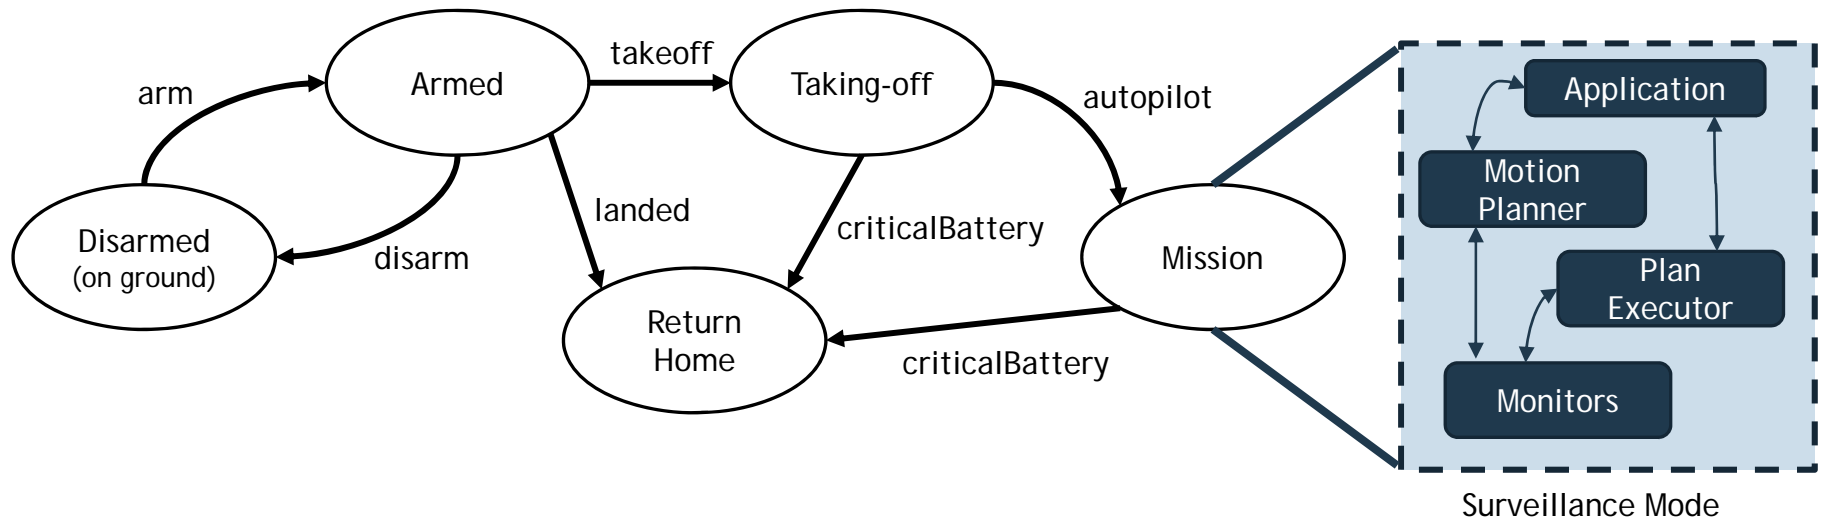 arm
Armed
takeoff
Taking-off
autopilot
Disarmed
(on ground)
disarm
landed
criticalBattery
Return
Home
criticalBattery
Mission
Application
Motion
Planner
Plan
Executor
Monitors
Surveillance Mode